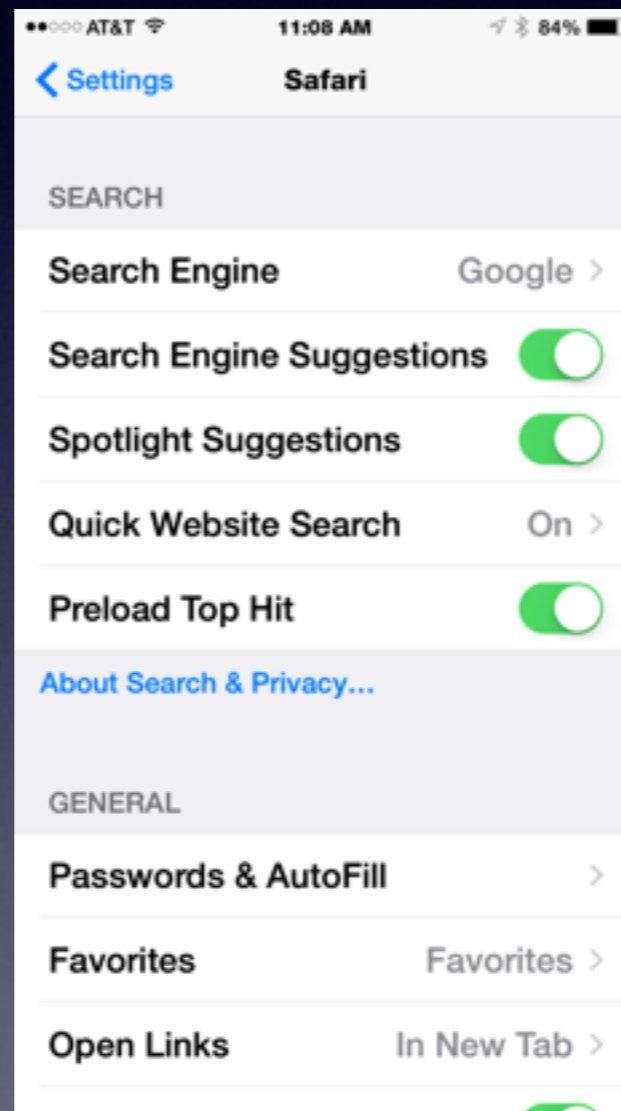 AT&T 11:08 AM 84%
Settings Safari
SEARCH
Search Engine Google
Search Engine Suggestions
Spotlight Suggestions
Quick Website Search On
Preload Top Hit
About Search & Privacy...
GENERAL
Passwords & AutoFill
Favorites Favorites
Open Links In New Tab